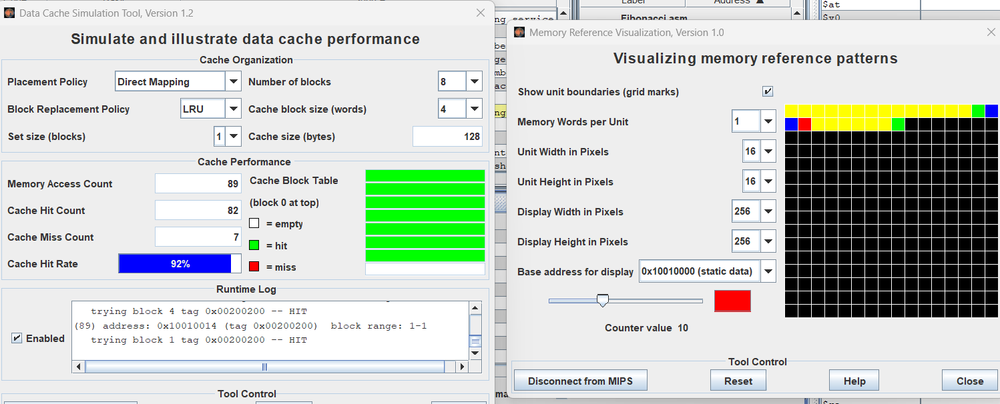 Data Cache Simulation Tool, Version 1.2
Simulate and illustrate data cache performance
Cache Organization
Placement Policy Direct Mapping Number of blocks 8
Block Replacement Policy LRU Cache block size (words) 4
Set size (blocks) 1 Cache size (bytes) 128
Cache Performance
Memory Access Count 89 Cache Block Table
(block 0 at top)
Cache Hit Count 82
= empty
Cache Miss Count 7
= hit
Cache Hit Rate 92%
= miss
Runtime Log
Enabled
trying block 4 tag 0x00200200 -- HIT
(89) address: 0x10010014 (tag 0x00200200) block range: 1-1
trying block 1 tag 0x00200200 -- HIT
Tool Control
Label Address ▲
Fibonacci.asm
$at
$v0
ng service
Memory Reference Visualization, Version 1.0
Visualizing memory reference patterns
Show unit boundaries (grid marks)
Memory Words per Unit 1
Unit Width in Pixels 16
Unit Height in Pixels 16
Display Width in Pixels 256
Display Height in Pixels 256
Base address for display 0x10010000 (static data)
Counter value 10
Tool Control
Disconnect from MIPS Reset Help Close